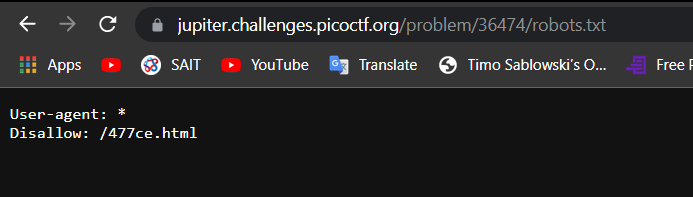 jupiter.challenges.picoctf.org/problem/36474/robots.txt
Apps SAIT YouTube Translate Timo Sablowski's O... Free P
User-agent: *
Disallow: /477ce.html